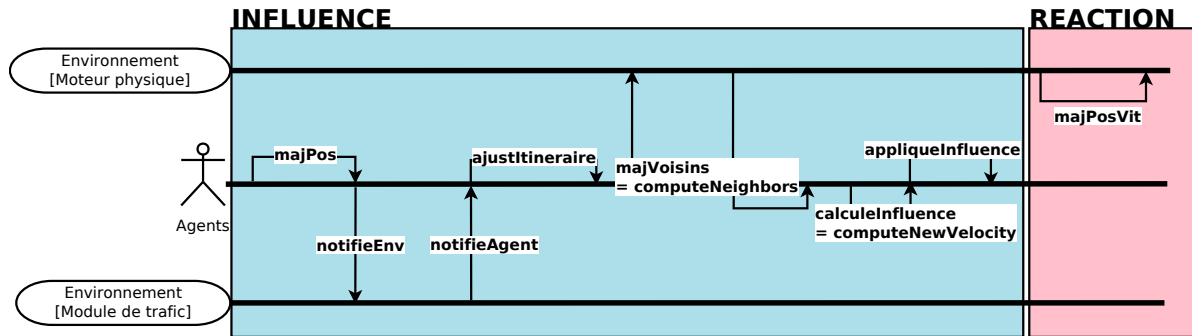 INFLUENCE
REACTION
Environnement
[Moteur physique]
majPosVit
majPos
ajustItineraire
majVoisins
= computeNeighbors
appliqueInfluence
Agents
notifieEnv
notifieAgent
calculeInfluence
= computeNewVelocity
Environnement
[Module de trafic]